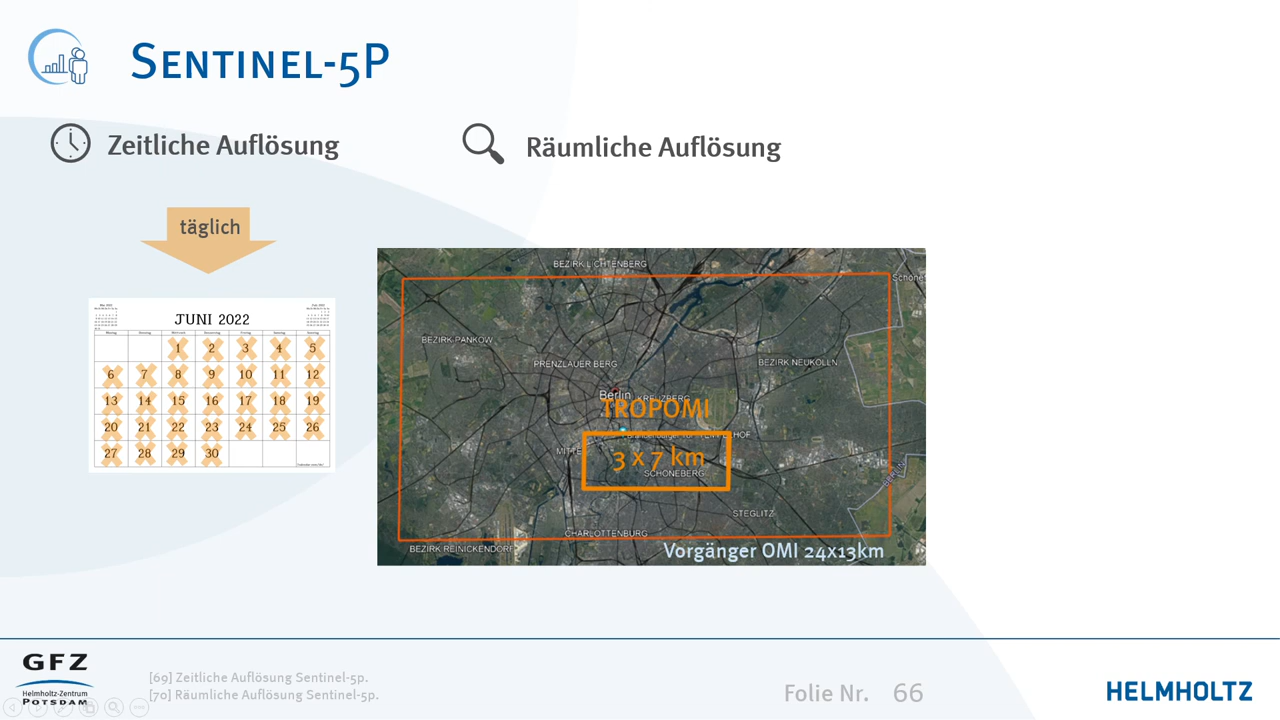 SENTINEL-5P
Zeitliche Auflösung
Räumliche Auflösung
täglich
JUNI 2022
1 2 3 4 5
6 7 8 9 10 11 12
13 14 15 16 17 18 19
20 21 22 23 24 25 26
27 28 29 30
BEZIRK LICHTENBERG
Schöne
BEZIRK PANKOW
PRENZLAUER BERG
BEZIRK NEUKÖLLN
Berlin
KREUZBERG
TROPOMI
TEMPELHOF
MITTE
3 x 7 km
SCHÖNEBERG
BERLIN
STEGLITZ
CHARLOTTENBURG
BEZIRK REINICKENDORF
Vorgänger OMI 24x13km
GFZ
Helmholtz-Zentrum
POTSDAM
[69] Zeitliche Auflösung Sentinel-5p.
[70] Räumliche Auflösung Sentinel-5p.
Folie Nr. 66
HELMHOLTZ